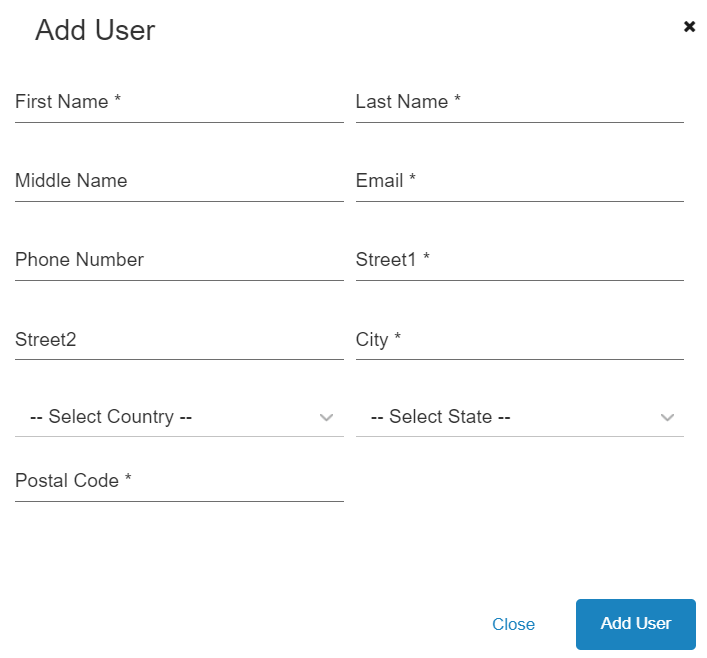 Add User
First Name *
Last Name *
Middle Name
Email *
Phone Number
Street1 *
Street2
City *
-- Select Country --
-- Select State --
Postal Code *
Close
Add User